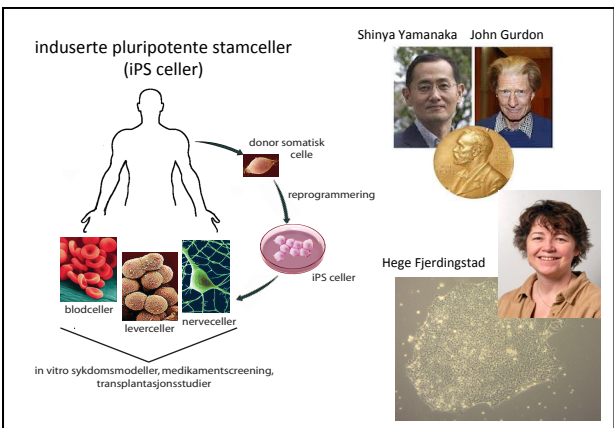 induserte pluripotente stamceller
(iPS celler)
Shinya Yamanaka
John Gurdon
donor somatisk
celle
reprogrammering
iPS celler
blodceller
leverceller
nerveceller
in vitro sykdomsmodeller, medikamentscreening,
transplantasjonsstudier
Hege Fjerdingstad